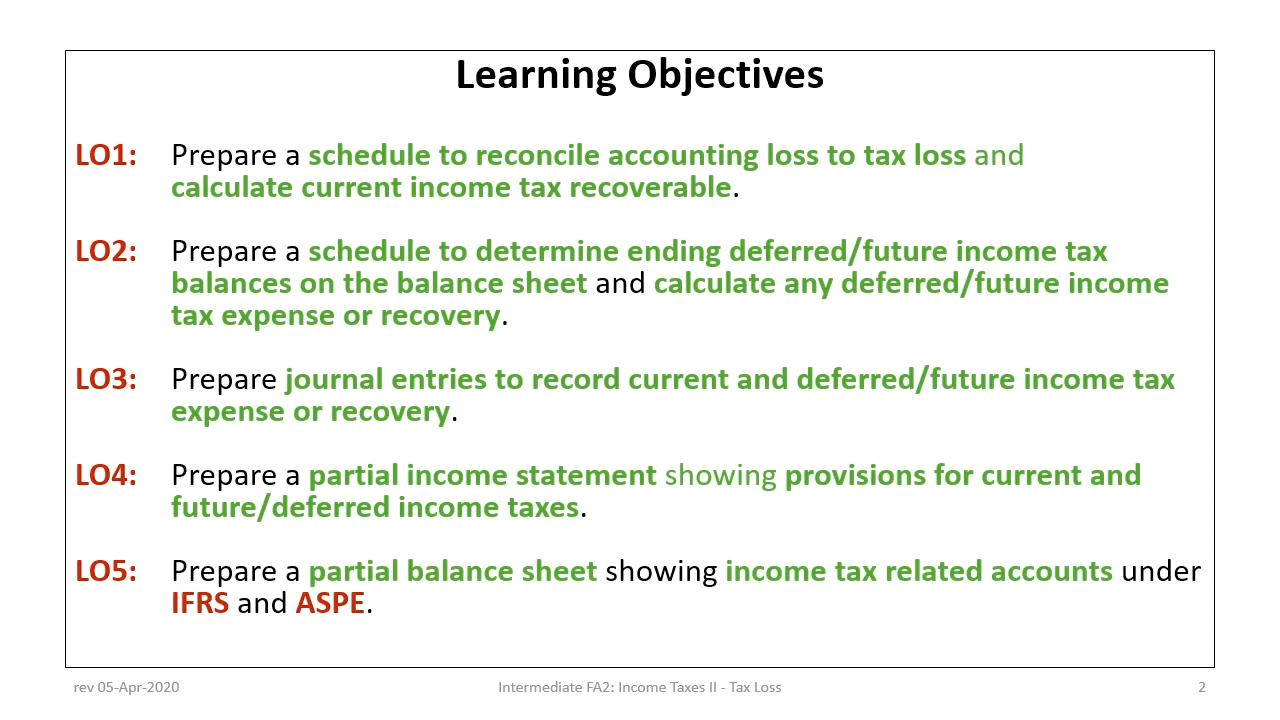 Learning Objectives
LO1: Prepare a schedule to reconcile accounting loss to tax loss and
calculate current income tax recoverable.
LO2: Prepare a schedule to determine ending deferred/future income tax
balances on the balance sheet and calculate any deferred/future income
tax expense or recovery.
LO3: Prepare journal entries to record current and deferred/future income tax
expense or recovery.
LO4: Prepare a partial income statement showing provisions for current and
future/deferred income taxes.
LO5: Prepare a partial balance sheet showing income tax related accounts under
IFRS and ASPE.
rev 05-Apr-2020 Intermediate FA2: Income Taxes II - Tax Loss 2